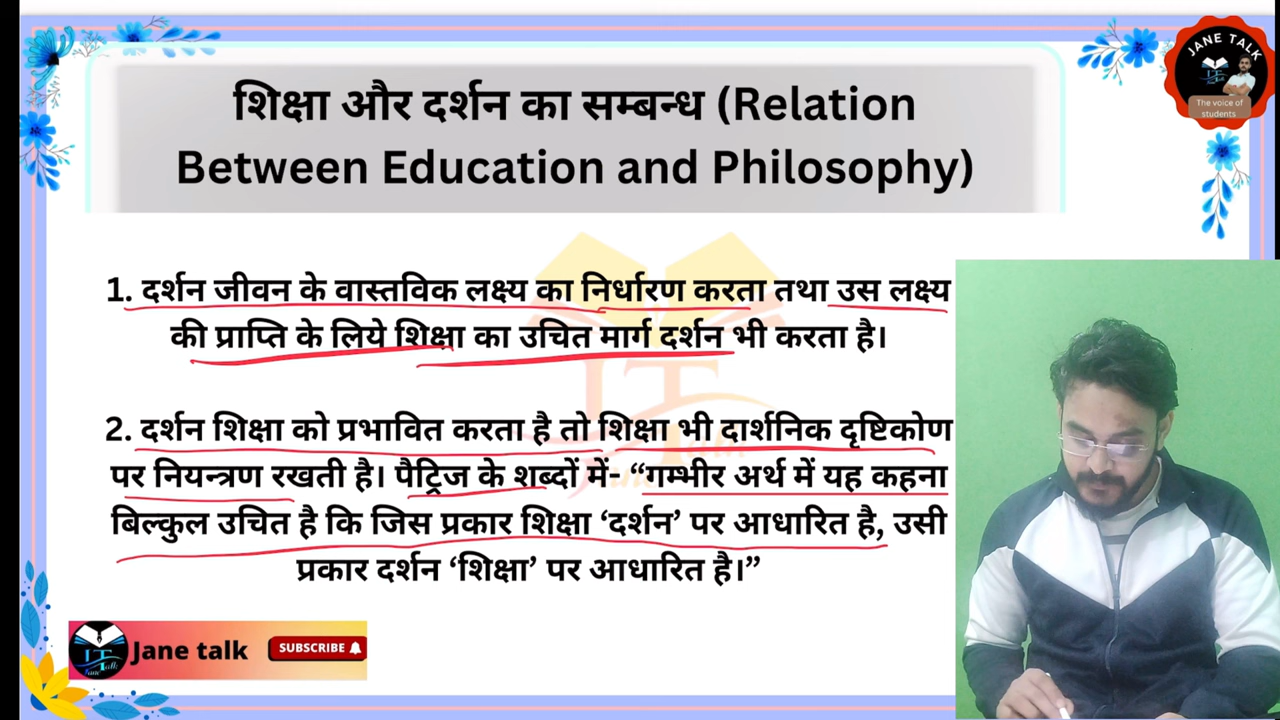 शिक्षा और दर्शन का सम्बन्ध (Relation
Between Education and Philosophy)
JANE TALK
The voice of
students
1. दर्शन जीवन के वास्तविक लक्ष्य का निर्धारण करता तथा उस लक्ष्य
की प्राप्ति के लिये शिक्षा का उचित मार्ग दर्शन भी करता है।
2. दर्शन शिक्षा को प्रभावित करता है तो शिक्षा भी दार्शनिक दृष्टिकोण
पर नियन्त्रण रखती है। पैट्रिज के शब्दों में- “गम्भीर अर्थ में यह कहना
बिल्कुल उचित है कि जिस प्रकार शिक्षा ‘दर्शन’ पर आधारित है, उसी
प्रकार दर्शन ‘शिक्षा’ पर आधारित है।”
Jane talk
SUBSCRIBE